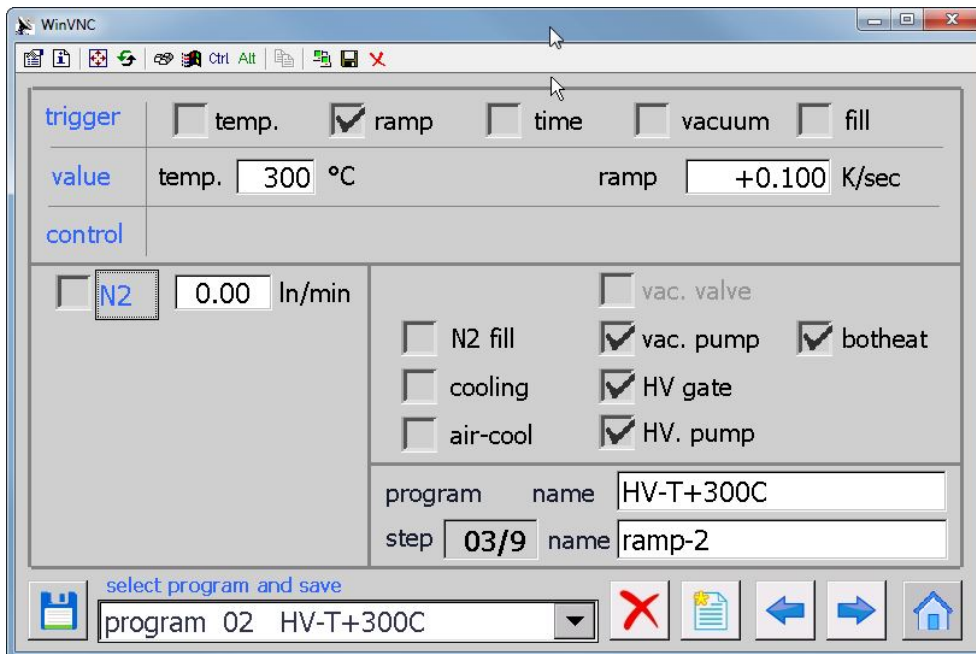 WinVNC
Ctrl Alt
trigger temp. ramp time vacuum fill
value temp. 300 °C ramp +0.100 K/sec
control
N2 0.00 ln/min
vac. valve
N2 fill vac. pump botheat
cooling HV gate
air-cool HV. pump
program name HV-T+300C
step 03/9 name ramp-2
select program and save
program 02 HV-T+300C